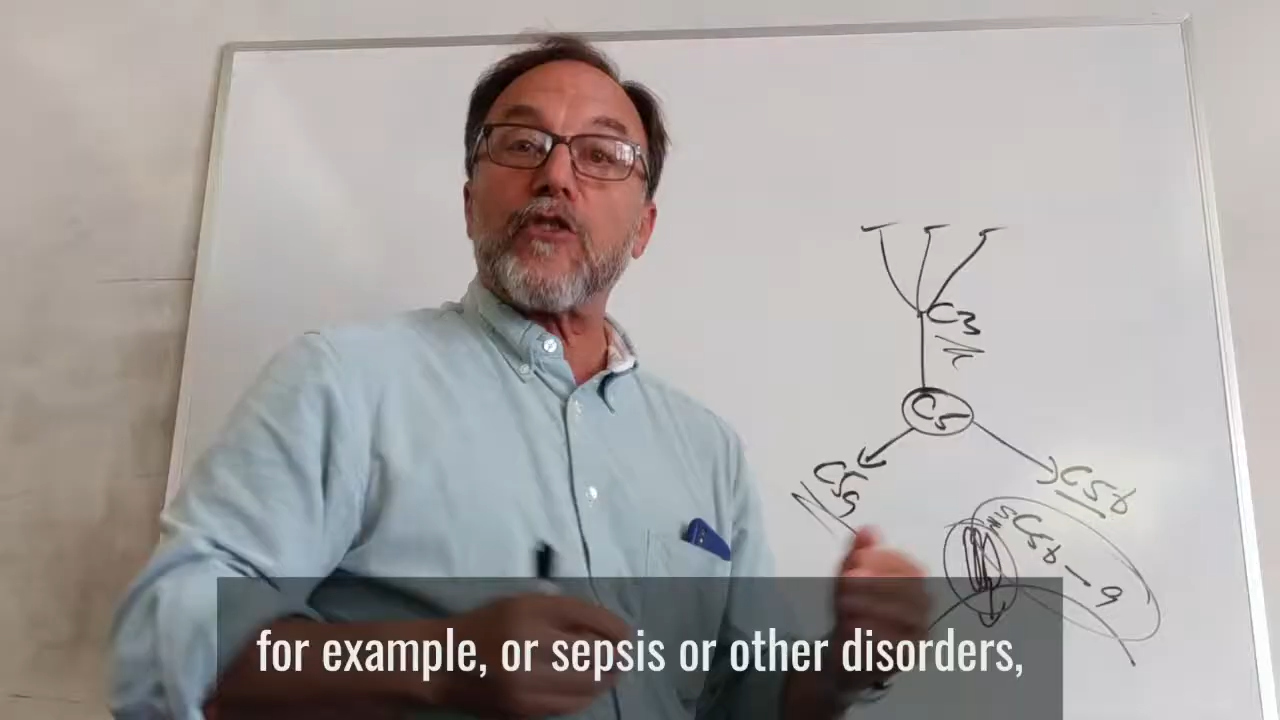 C3
C5
C5a
C5b
C5b-9
for example, or sepsis or other disorders,